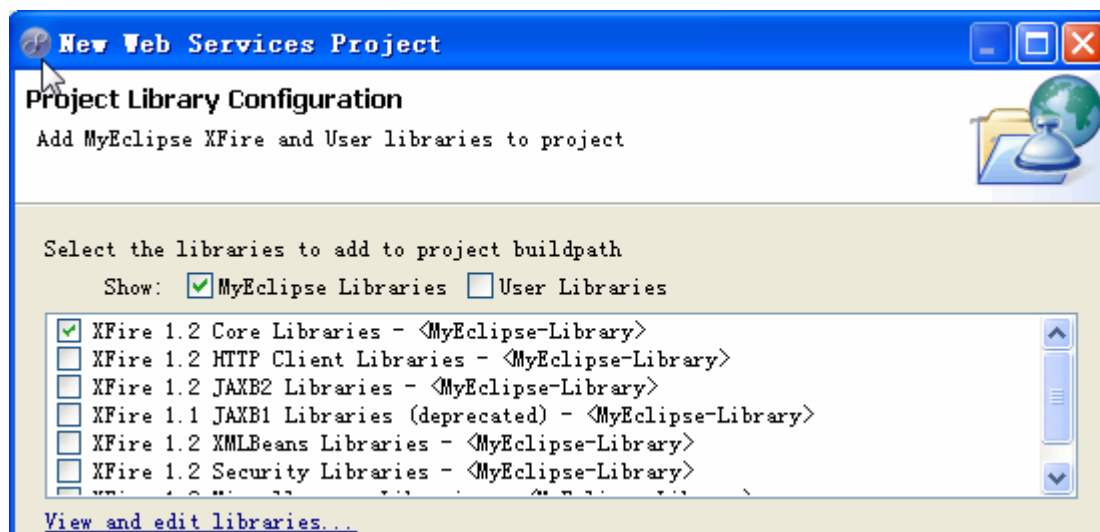 New Web Services Project
Project Library Configuration
Add MyEclipse XFire and User libraries to project
Select the libraries to add to project buildpath
Show: MyEclipse Libraries User Libraries
XFire 1.2 Core Libraries - <MyEclipse-Library>
XFire 1.2 HTTP Client Libraries - <MyEclipse-Library>
XFire 1.2 JAXB2 Libraries - <MyEclipse-Library>
XFire 1.1 JAXB1 Libraries (deprecated) - <MyEclipse-Library>
XFire 1.2 XMLBeans Libraries - <MyEclipse-Library>
XFire 1.2 Security Libraries - <MyEclipse-Library>
View and edit libraries...